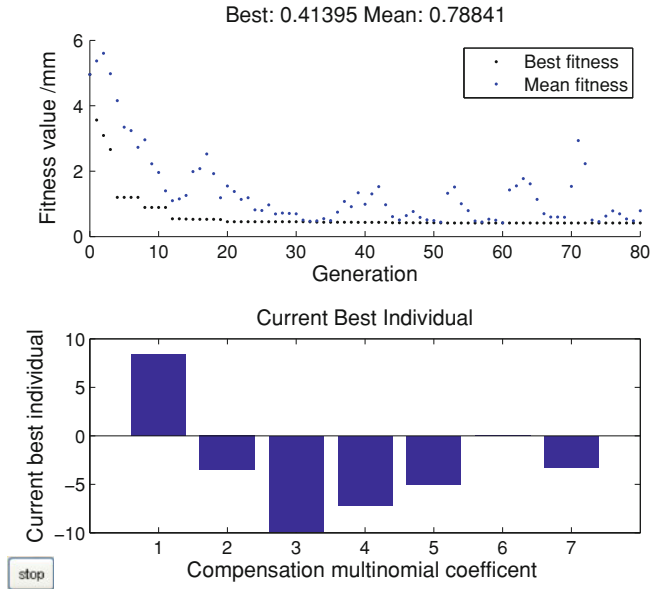 Best: 0.41395 Mean: 0.78841
Fitness value /mm
6
4
2
0
Best fitness
Mean fitness
0 10 20 30 40 50 60 70 80
Generation
Current Best Individual
Current best individual
10
5
0
−5
−10
1 2 3 4 5 6 7
Compensation multinomial coefficent
stop